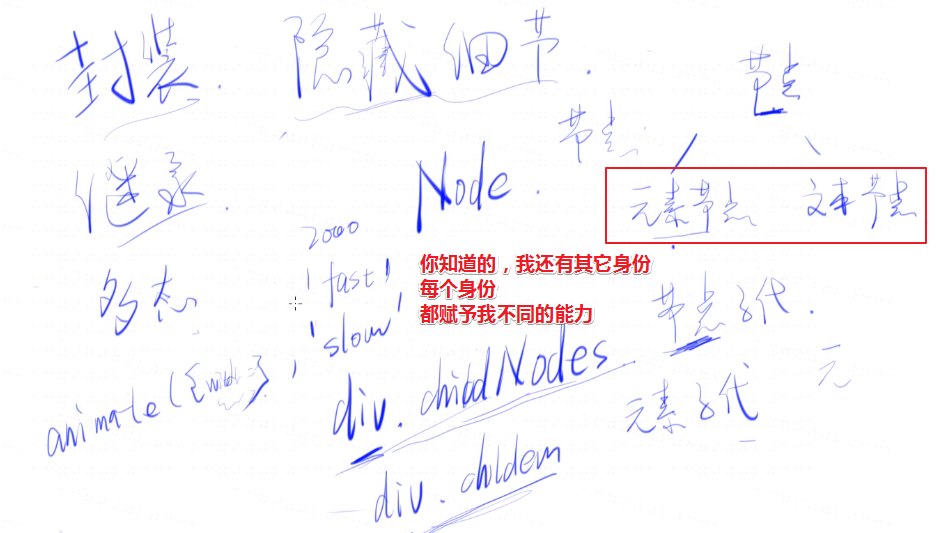 封装. 隐藏细节.
节点
节点.
继承. Node.
元素节点 文本节点
2000
'fast'
你知道的，我还有其它身份
每个身份
都赋予我不同的能力
多态
'slow'
节点子代.
animate({width:}),
div.childNodes
元素子代 元
div.childern